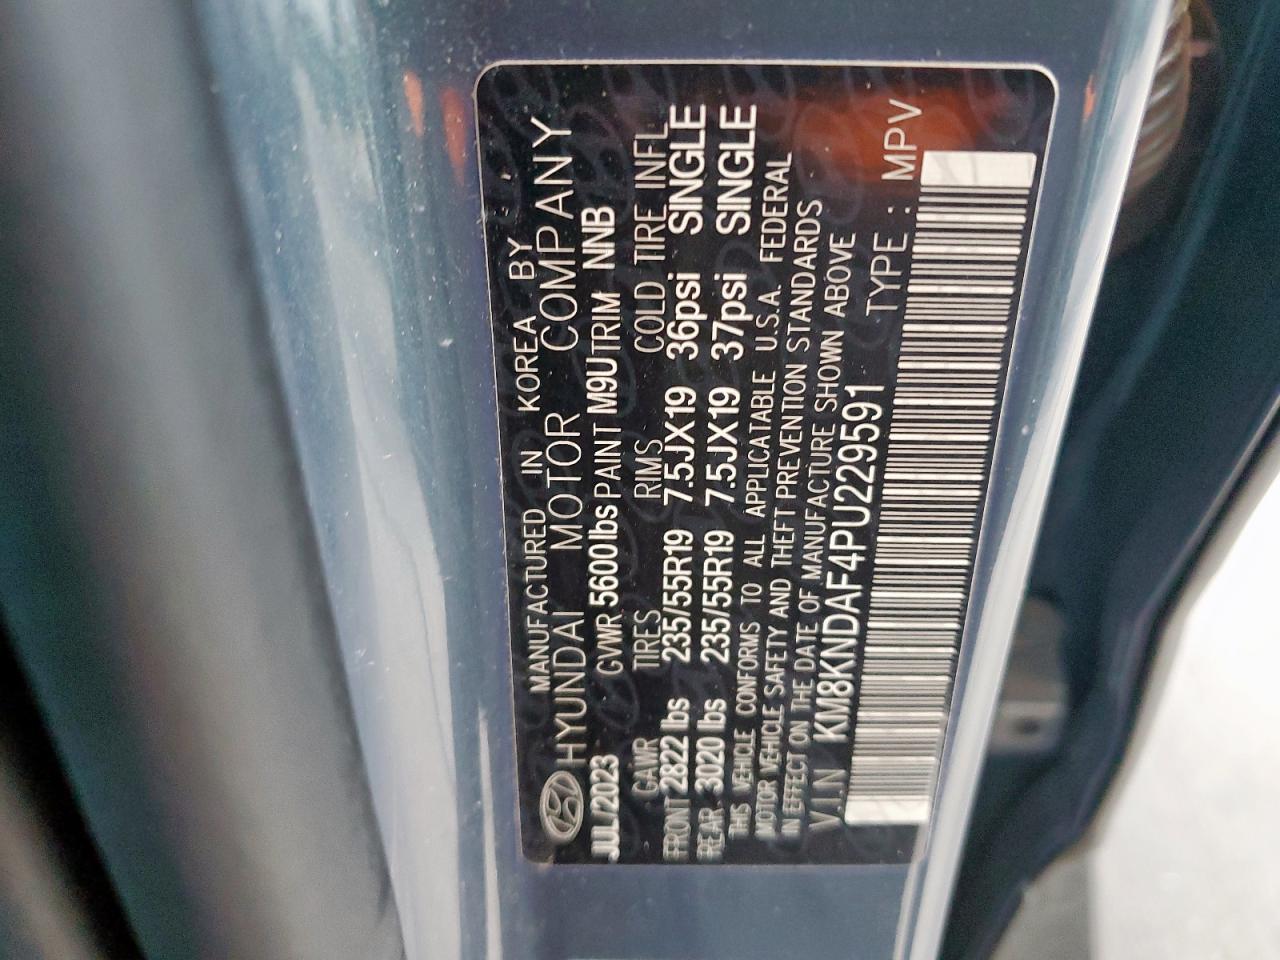 MANUFACTURED IN KOREA BY
HYUNDAI MOTOR COMPANY
JUL/2023 GVWR 5600 lbs PAINT M9U TRIM NNB
GAWR TIRES RIMS COLD TIRE INFL
FRONT 2822 lbs 235/55R19 7.5JX19 36psi SINGLE
REAR 3020 lbs 235/55R19 7.5JX19 37psi SINGLE
THIS VEHICLE CONFORMS TO ALL APPLICATABLE U.S.A. FEDERAL
MOTOR VEHICLE SAFETY AND THEFT PREVENTION STANDARDS
IN EFFECT ON THE DATE OF MANUFACTURE SHOWN ABOVE
V.I.N KM8KNDAF4PU229591 TYPE : MPV